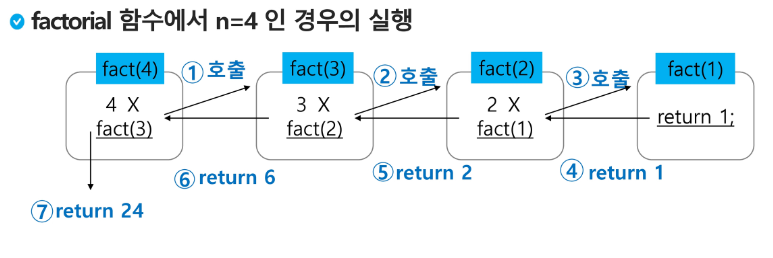 factorial 함수에서 n=4 인 경우의 실행
fact(4)
① 호출
fact(3)
② 호출
fact(2)
③ 호출
fact(1)
4 X
fact(3)
3 X
fact(2)
2 X
fact(1)
return 1;
⑥ return 6
⑤ return 2
④ return 1
⑦ return 24